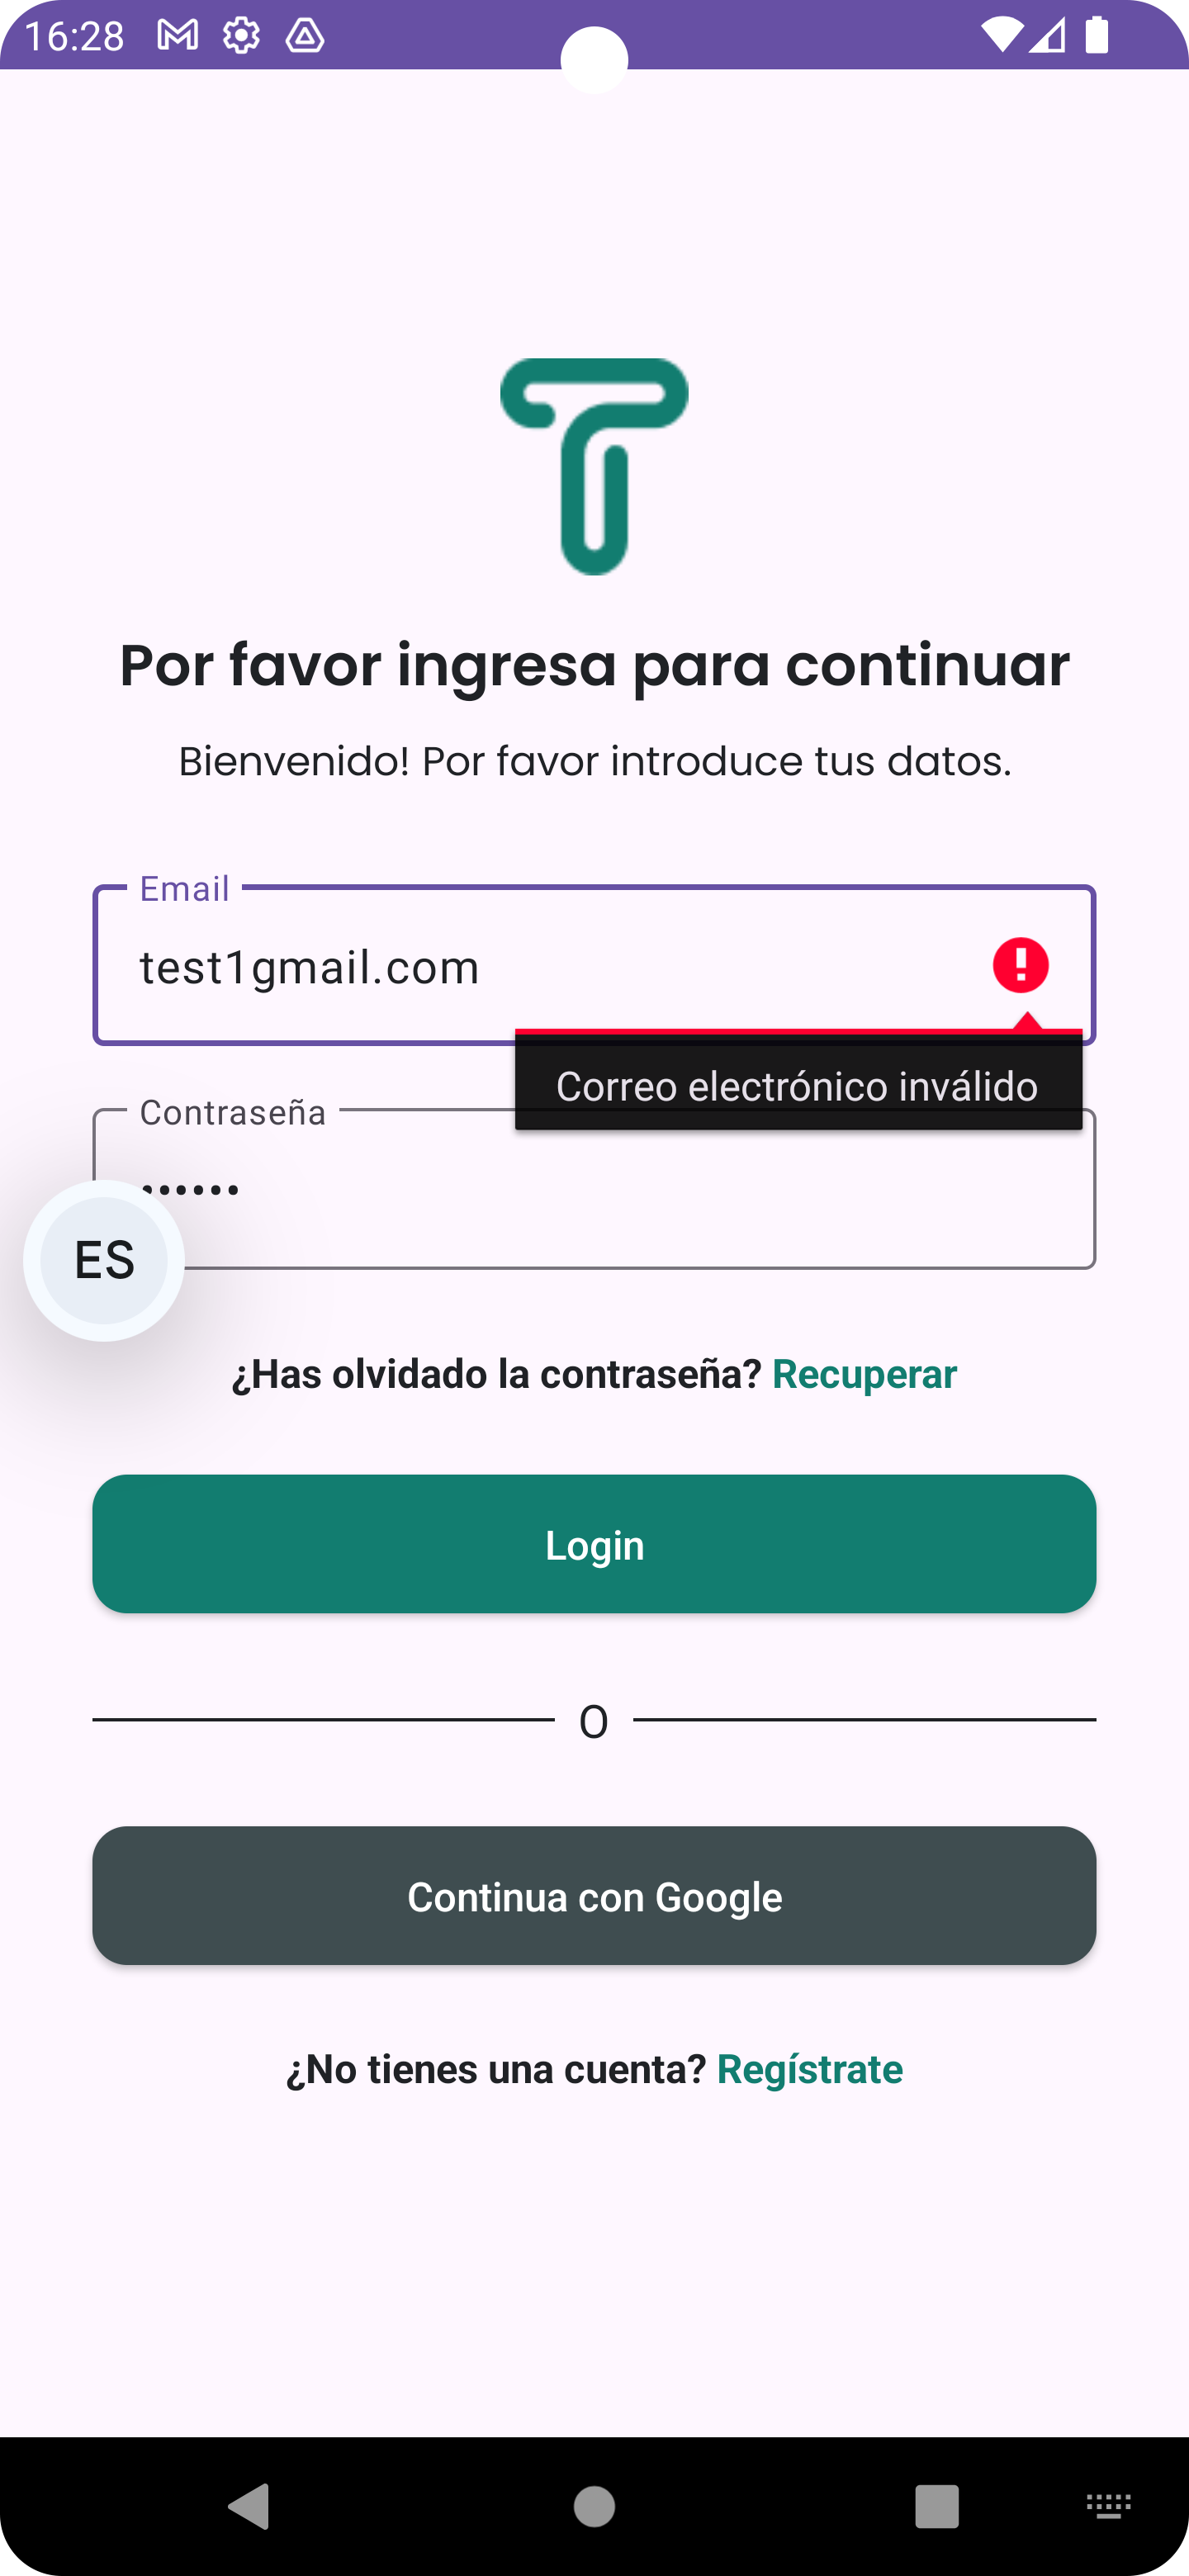 16:28
Por favor ingresa para continuar
Bienvenido! Por favor introduce tus datos.
Email
test1gmail.com
Correo electrónico inválido
Contraseña
••••••
ES
¿Has olvidado la contraseña? Recuperar
Login
O
Continua con Google
¿No tienes una cuenta? Regístrate